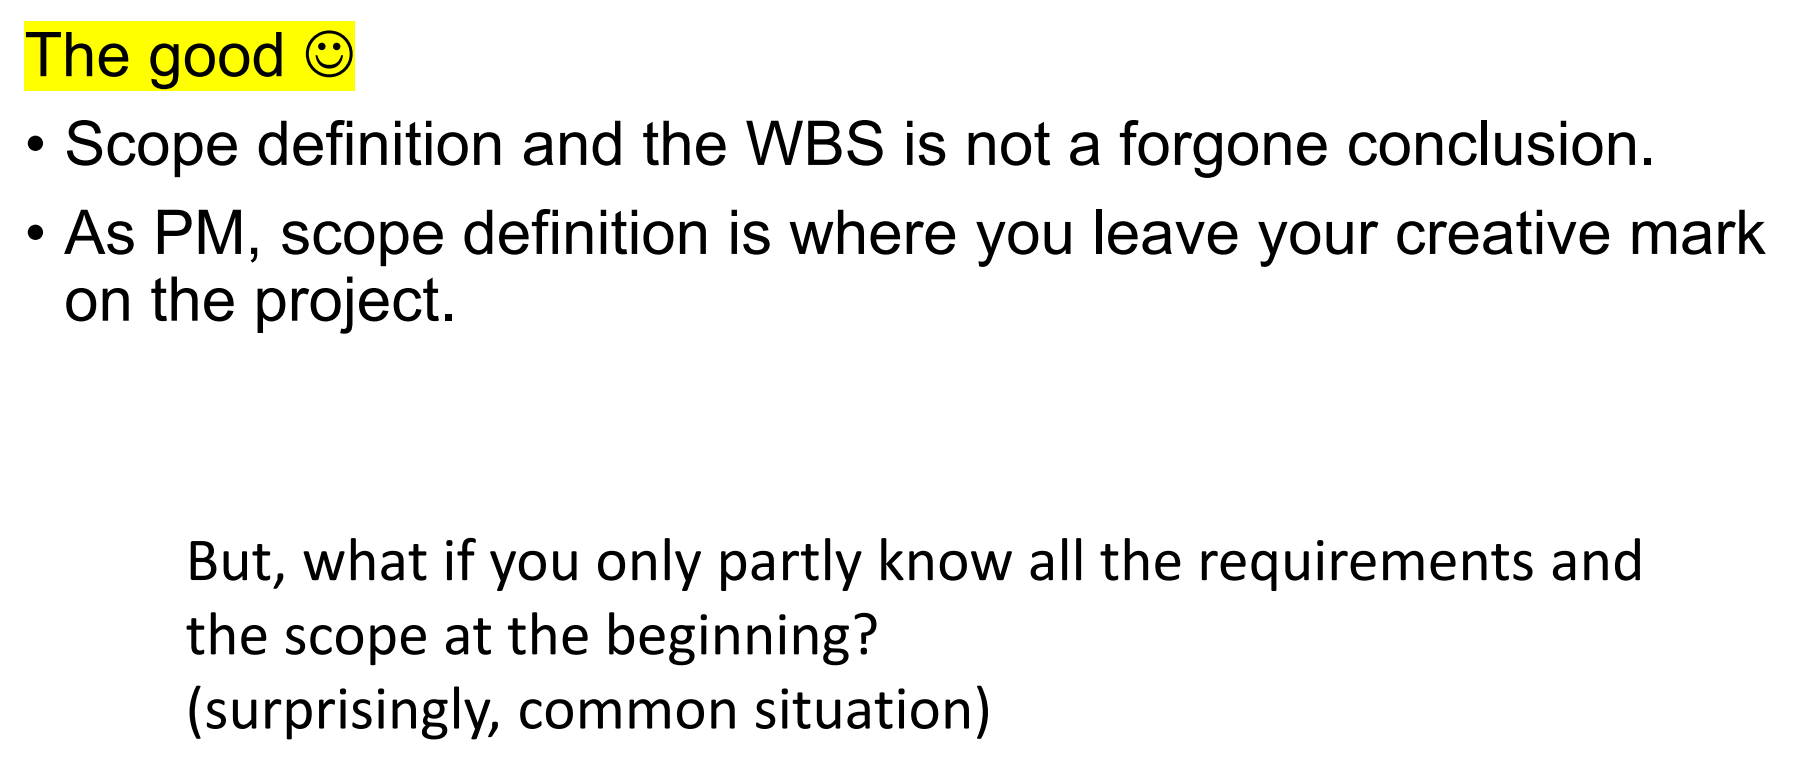 The good ☺
• Scope definition and the WBS is not a forgone conclusion.
• As PM, scope definition is where you leave your creative mark
on the project.
But, what if you only partly know all the requirements and
the scope at the beginning?
(surprisingly, common situation)